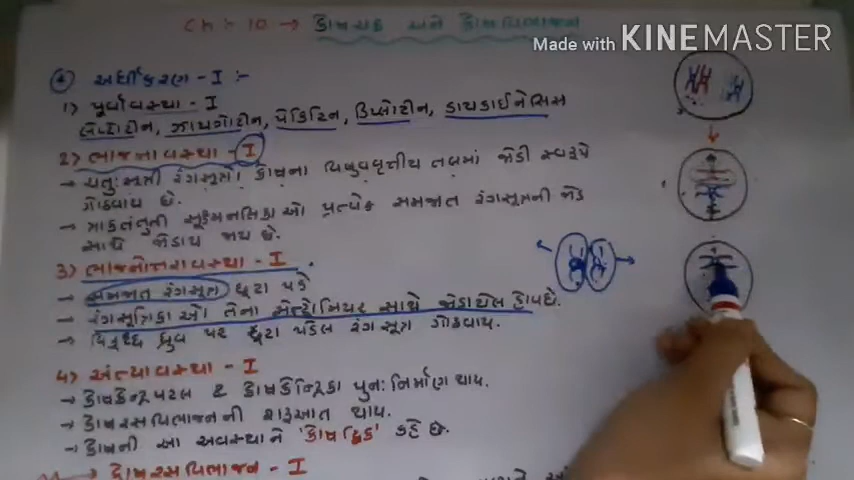 Ch : 10 → કોષચક્ર અને કોષવિભાજન
Made with KINEMASTER
* અર્ધીકરણ - I :-
1) પૂર્વાવસ્થા - I
લેપ્ટોટીન, ઝાયગોટીન, પેકિટિન, ડિપ્લોટીન, ડાયકાઈનેસિસ
2) ભાજનાવસ્થા - I
→ ચતુઃસૂત્રી રંગસૂત્રો કોષના વિષુવવૃત્તીય તલમાં જોડી સ્વરૂપે
ગોઠવાય છે.
→ ત્રાકતંતુની સૂક્ષ્મનલિકાઓ પ્રત્યેક સમજાત રંગસૂત્રની જોડ
સાથે જોડાય જાય છે.
3) ભાજનોત્તરાવસ્થા - I .
→ સમજાત રંગસૂત્ર છૂટા પડે
→ રંગસૂત્રિકાઓ તેના સેન્ટ્રોમિયર સાથે જોડાયેલ હોય છે.
→ વિરૂદ્ધ ધ્રુવ પર છૂટા પડેલ રંગસૂત્ર ગોઠવાય.
4) અંત્યાવસ્થા - I
→ કોષકેન્દ્રપટલ & કોષકેન્દ્રિકા પુનઃનિર્માણ થાય.
→ કોષરસવિભાજનની શરૂઆત થાય.
→ કોષની આ અવસ્થાને 'કોષદ્વિક' કહે છે.
→ કોષરસવિભાજન - I